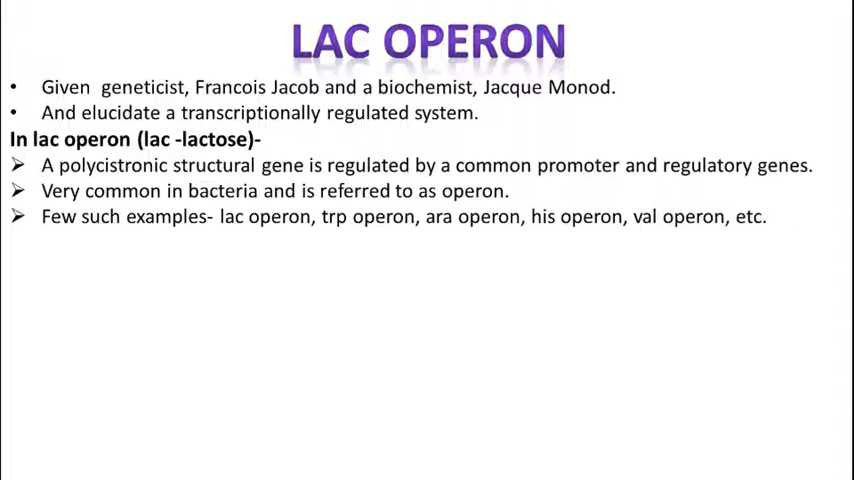 LAC OPERON
• Given geneticist, Francois Jacob and a biochemist, Jacque Monod.
• And elucidate a transcriptionally regulated system.
In lac operon (lac -lactose)-
➢ A polycistronic structural gene is regulated by a common promoter and regulatory genes.
➢ Very common in bacteria and is referred to as operon.
➢ Few such examples- lac operon, trp operon, ara operon, his operon, val operon, etc.